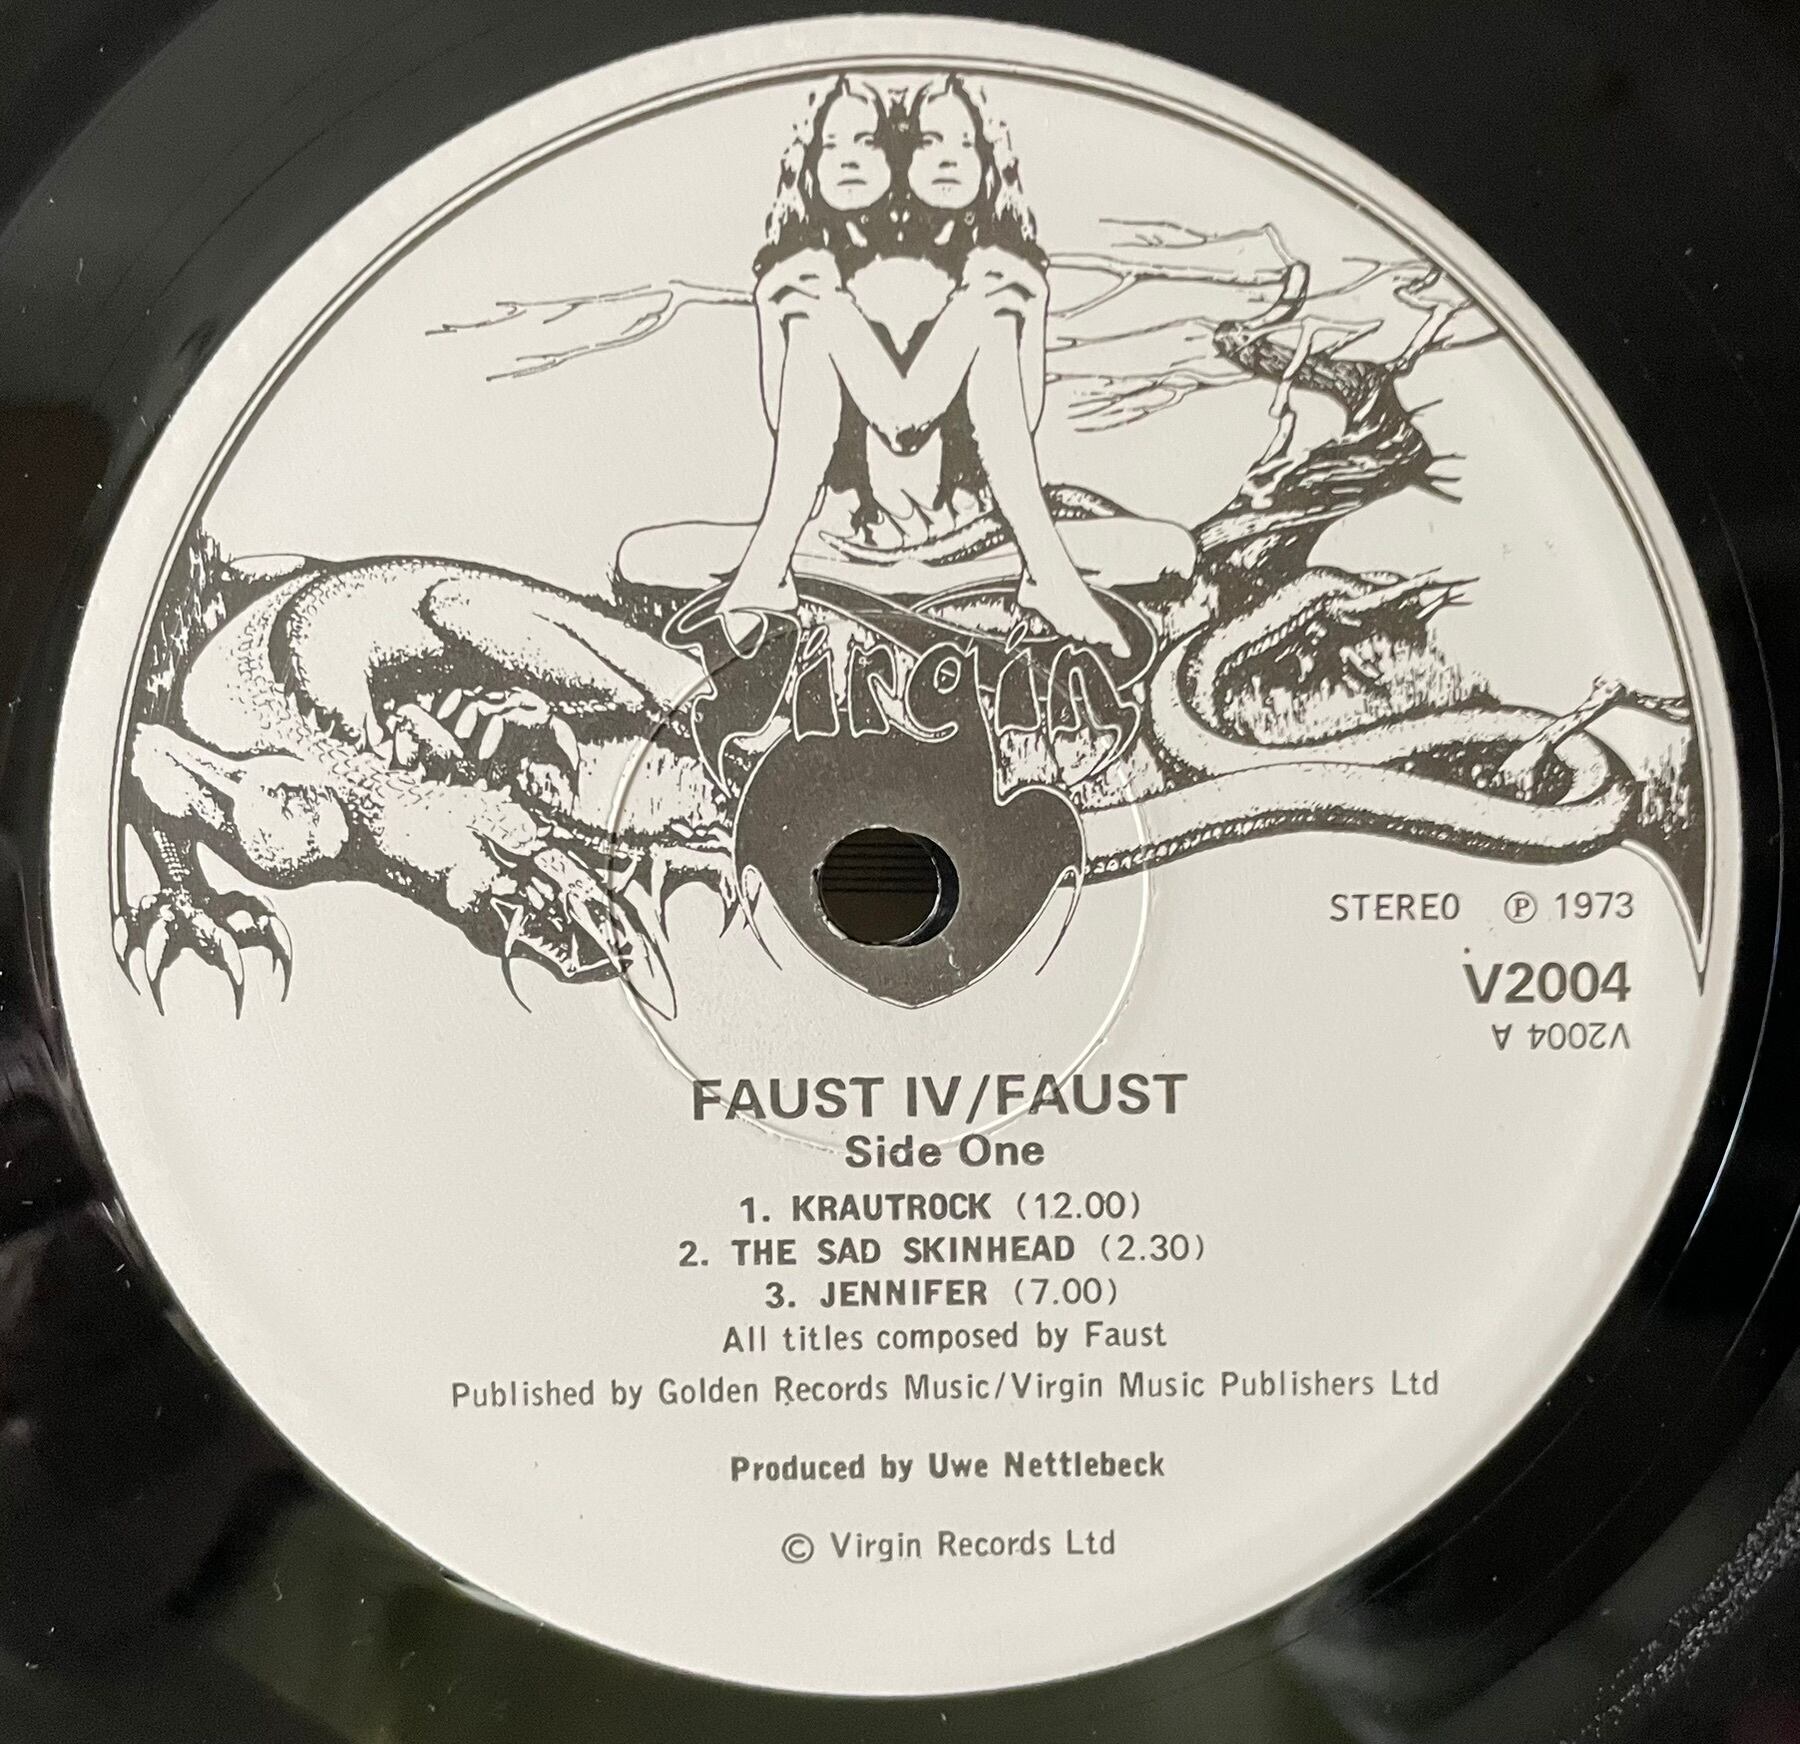 Virgin
STEREO ℗ 1973
V2004
V2004 A
FAUST IV/FAUST
Side One
1. KRAUTROCK (12.00)
2. THE SAD SKINHEAD (2.30)
3. JENNIFER (7.00)
All titles composed by Faust
Published by Golden Records Music/Virgin Music Publishers Ltd
Produced by Uwe Nettlebeck
© Virgin Records Ltd